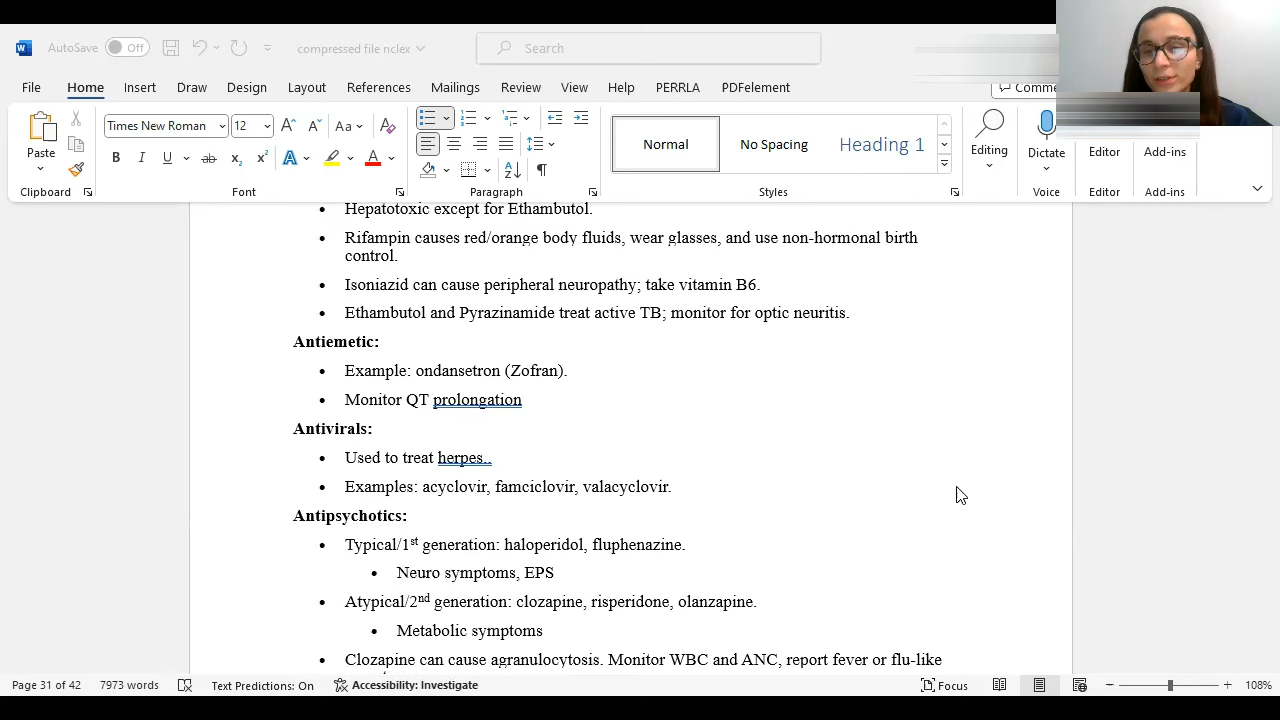 AutoSave Off compressed file nclex Search
File Home Insert Draw Design Layout References Mailings Review View Help PERRLA PDFelement
Paste
Times New Roman 12
Aa
B I U ab x₂ x² A A
Normal No Spacing Heading 1
Editing Dictate Editor Add-ins
Clipboard Font Paragraph Styles Voice Editor Add-ins
• Hepatotoxic except for Ethambutol.
• Rifampin causes red/orange body fluids, wear glasses, and use non-hormonal birth
control.
• Isoniazid can cause peripheral neuropathy; take vitamin B6.
• Ethambutol and Pyrazinamide treat active TB; monitor for optic neuritis.
Antiemetic:
• Example: ondansetron (Zofran).
• Monitor QT prolongation
Antivirals:
• Used to treat herpes..
• Examples: acyclovir, famciclovir, valacyclovir.
Antipsychotics:
• Typical/1st generation: haloperidol, fluphenazine.
• Neuro symptoms, EPS
• Atypical/2nd generation: clozapine, risperidone, olanzapine.
• Metabolic symptoms
• Clozapine can cause agranulocytosis. Monitor WBC and ANC, report fever or flu-like
Page 31 of 42 7973 words Text Predictions: On Accessibility: Investigate Focus 108%